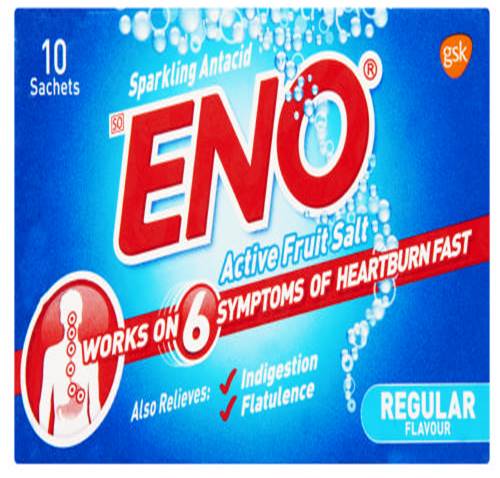 10
Sachets
gsk
Sparkling Antacid
SO
ENO®
Active Fruit Salt
WORKS ON 6 SYMPTOMS OF HEARTBURN FAST
Also Relieves: ✓ Indigestion
✓ Flatulence
REGULAR
FLAVOUR